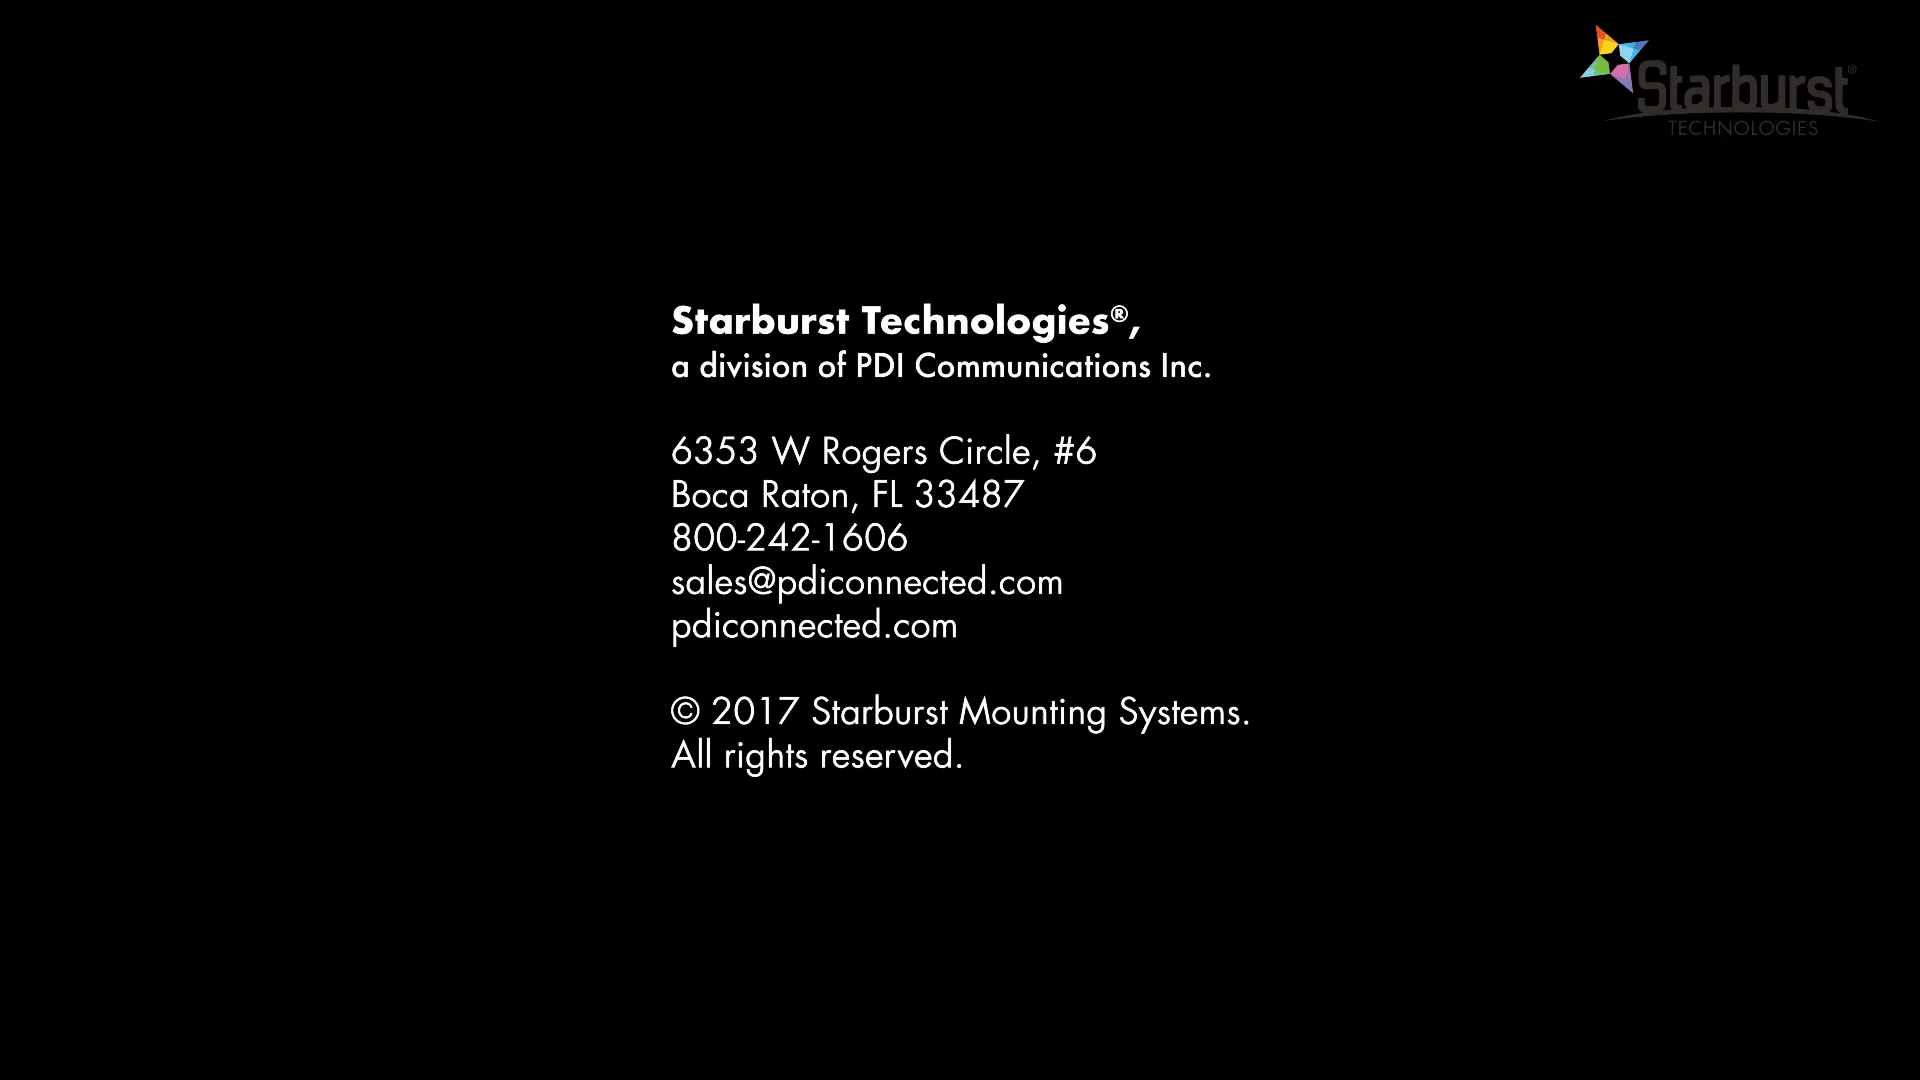 Starburst®
TECHNOLOGIES
Starburst Technologies®,
a division of PDI Communications Inc.
6353 W Rogers Circle, #6
Boca Raton, FL 33487
800-242-1606
sales@pdiconnected.com
pdiconnected.com
© 2017 Starburst Mounting Systems.
All rights reserved.